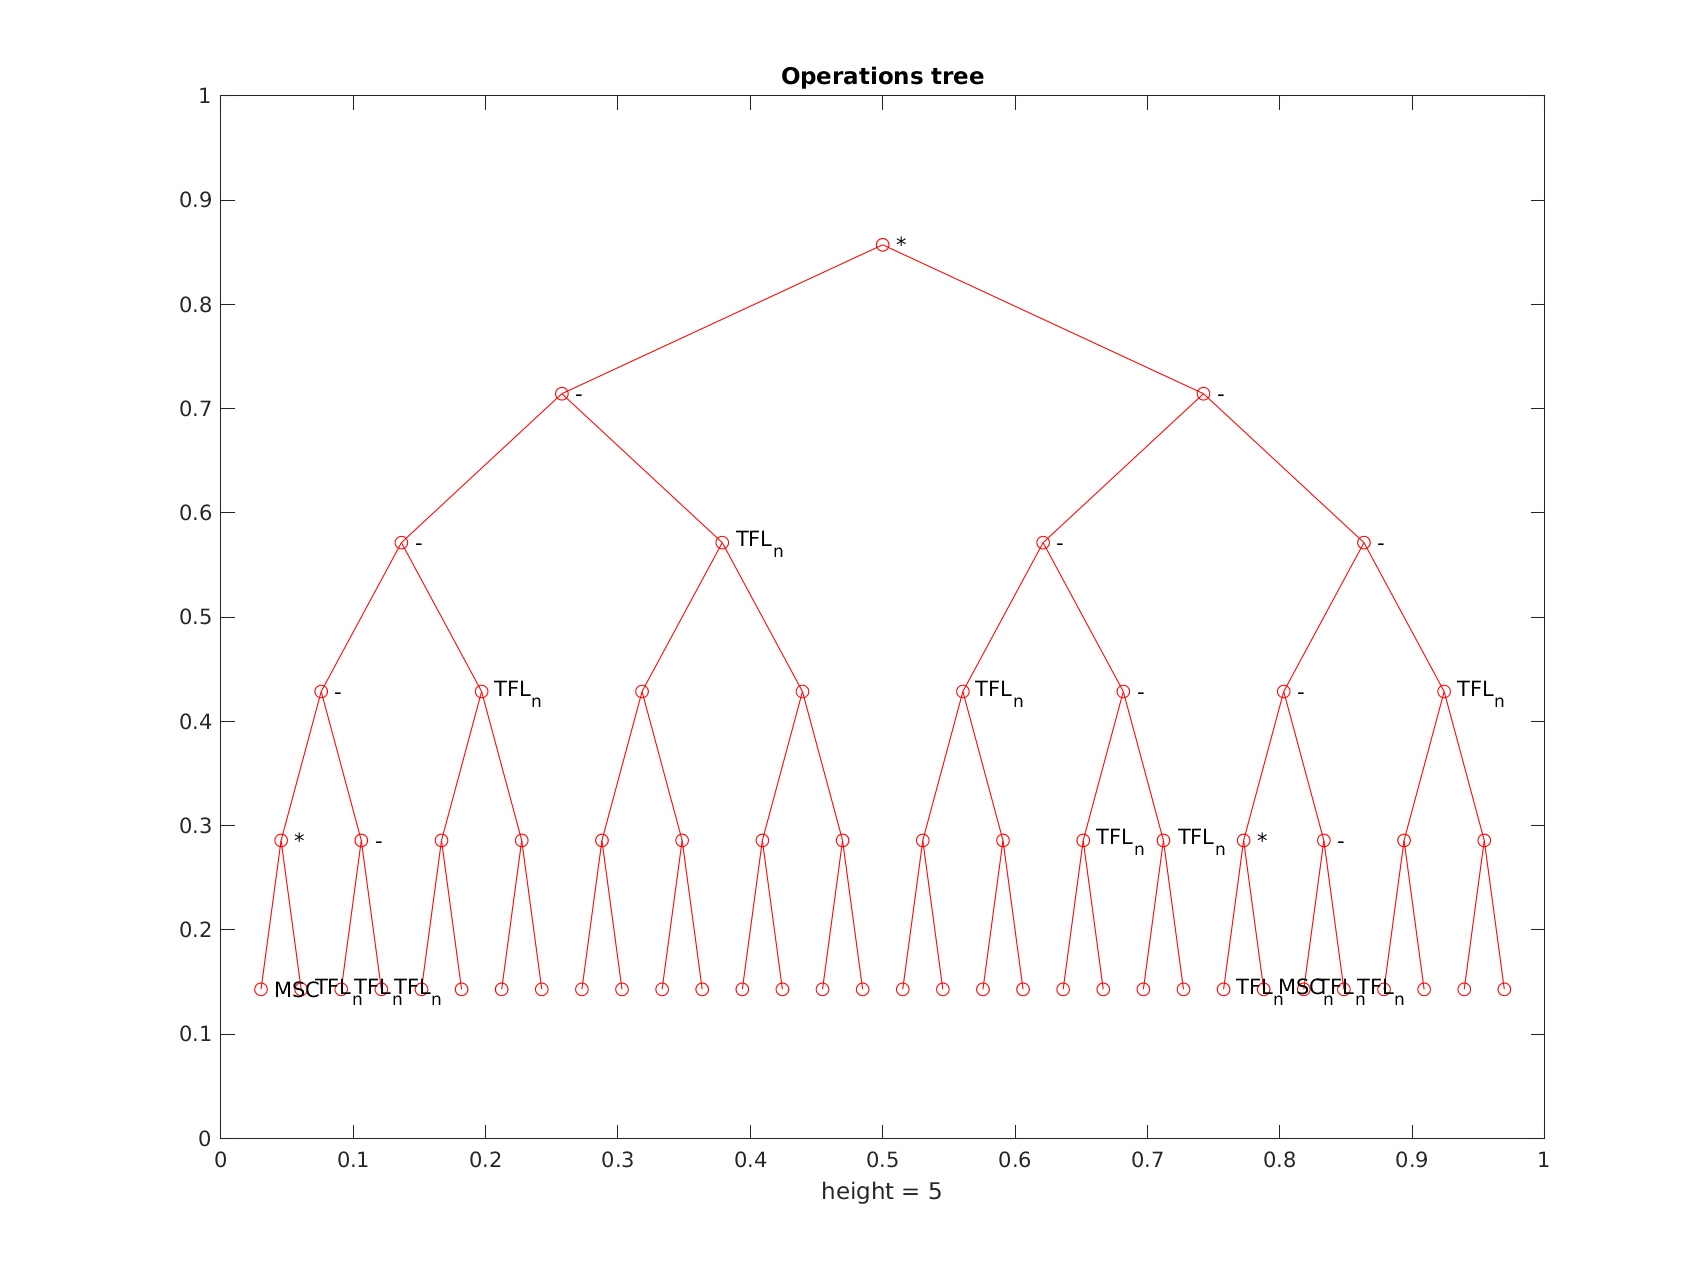 Operations tree
1
0.9
*
0.8
- -
0.7
0.6
- TFLn - -
0.5
- TFLn TFLn - - TFLn
0.4
0.3
* - TFLn TFLn * -
0.2
MSC TFLn TFLn TFLn TFLn MSC TFLn TFLn TFLn
0.1
0
0 0.1 0.2 0.3 0.4 0.5 0.6 0.7 0.8 0.9 1
height = 5